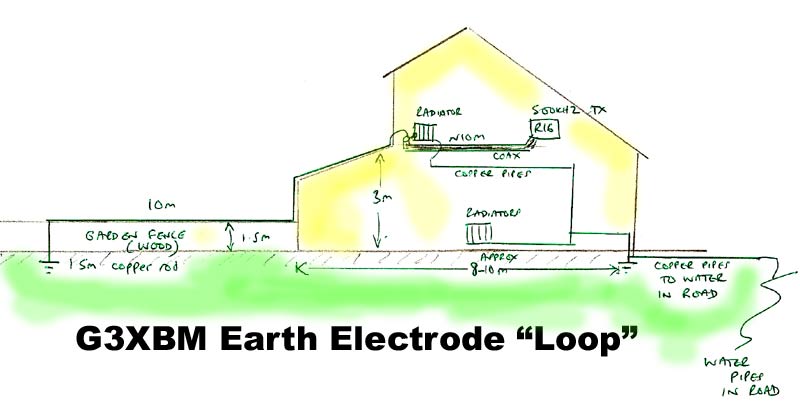 RADIATOR
500KHZ TX
RIG
~10m
COAX
COPPER PIPES
10m
3m
GARDEN FENCE
(WOOD)
1.5m
RADIATORS
1.5m copper rod
APPROX
8-10m
COPPER PIPES
TO WATER
IN ROAD
G3XBM Earth Electrode “Loop”
WATER
PIPES
IN ROAD